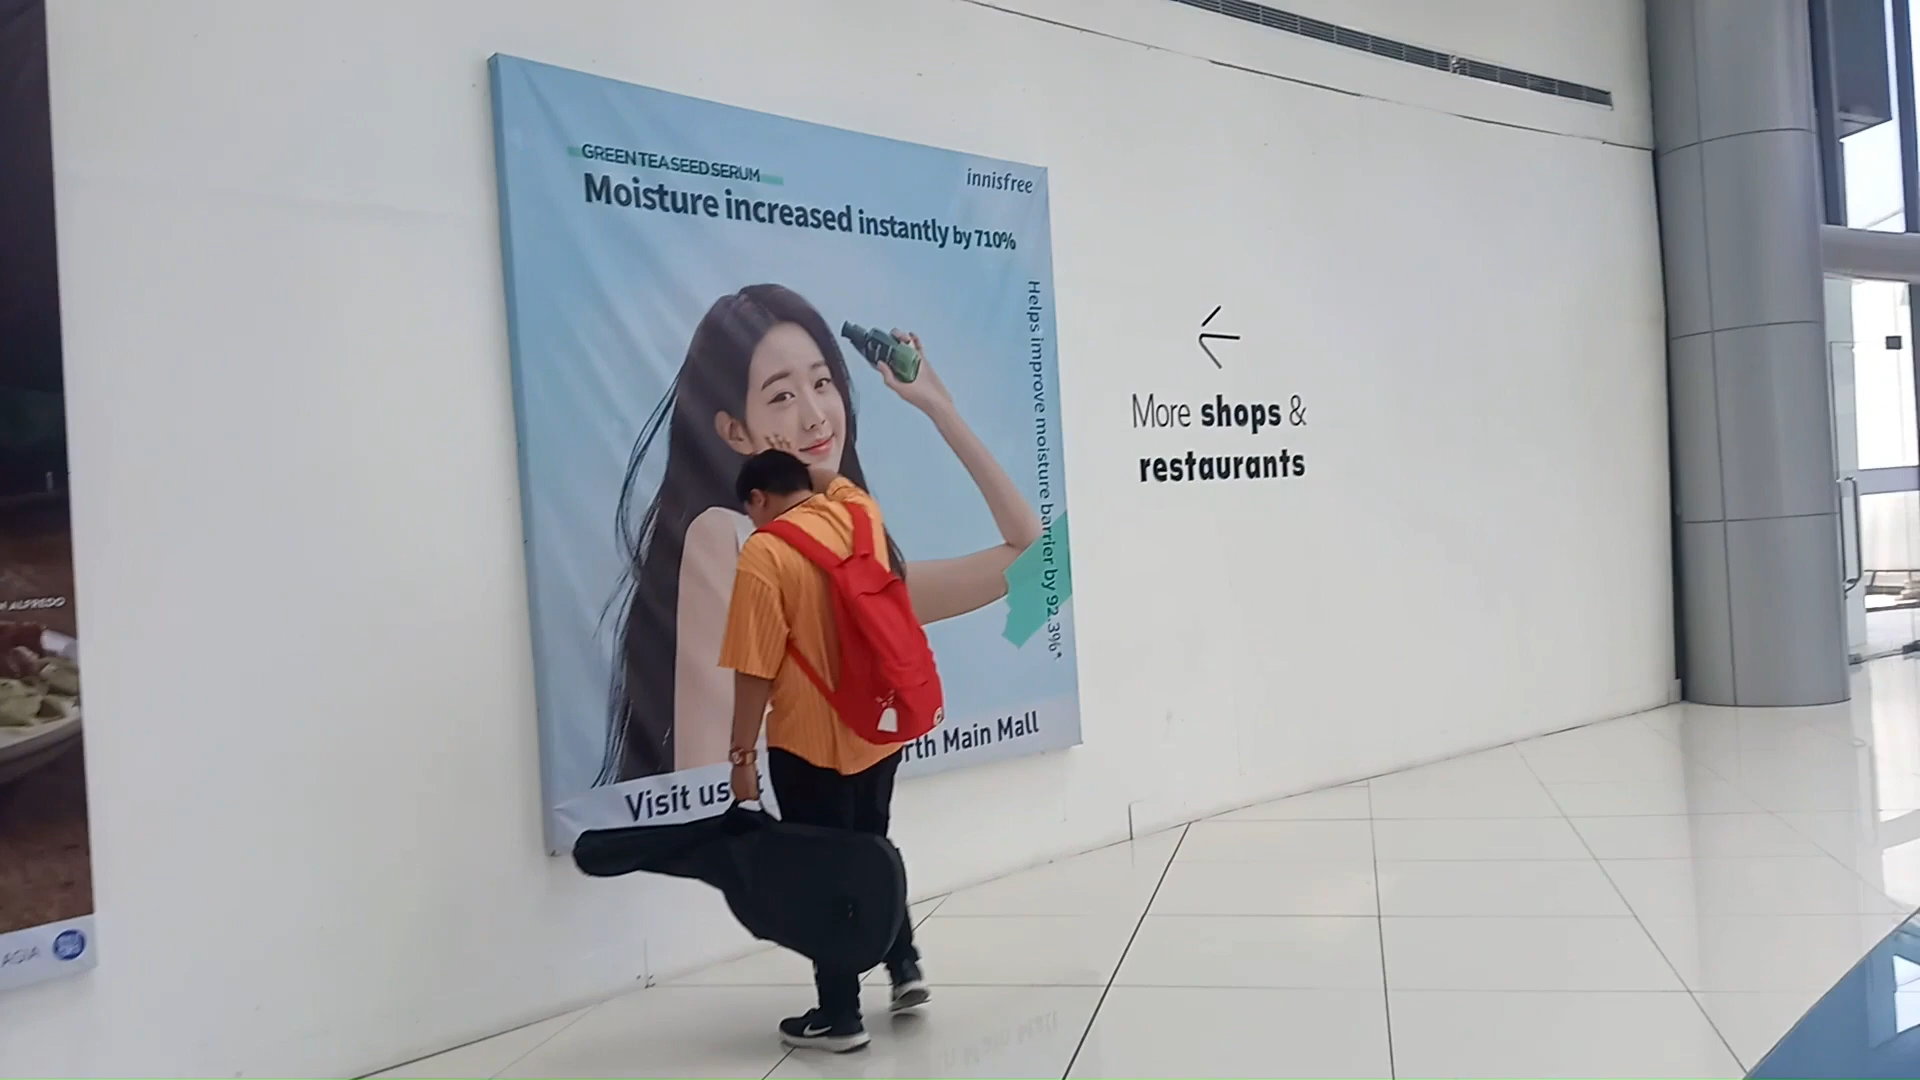 GREEN TEA SEED SERUM
innisfree
Moisture increased instantly by 710%
Helps improve moisture barrier by 92.3%*
Visit us
Main Mall
More shops &
restaurants
ALFREDO